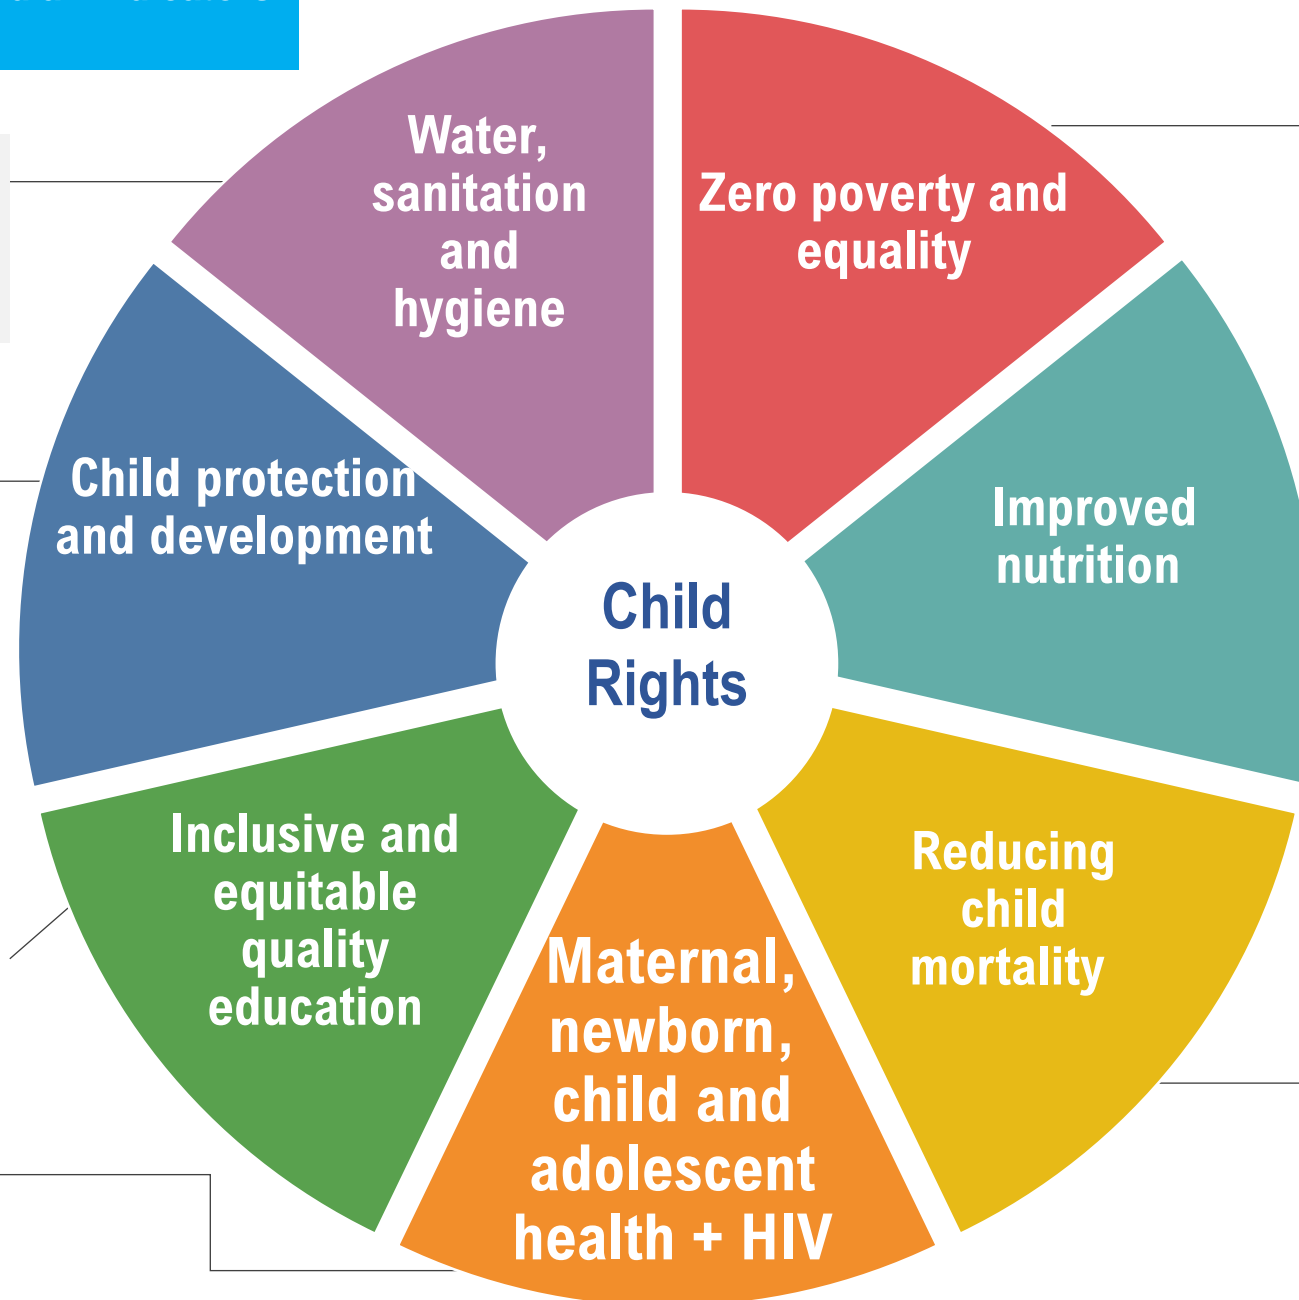 Water,
sanitation
and
hygiene
Zero poverty and
equality
Improved
nutrition
Reducing
child
mortality
Maternal,
newborn,
child and
adolescent
health + HIV
Inclusive and
equitable
quality
education
Child protection
and development
Child
Rights